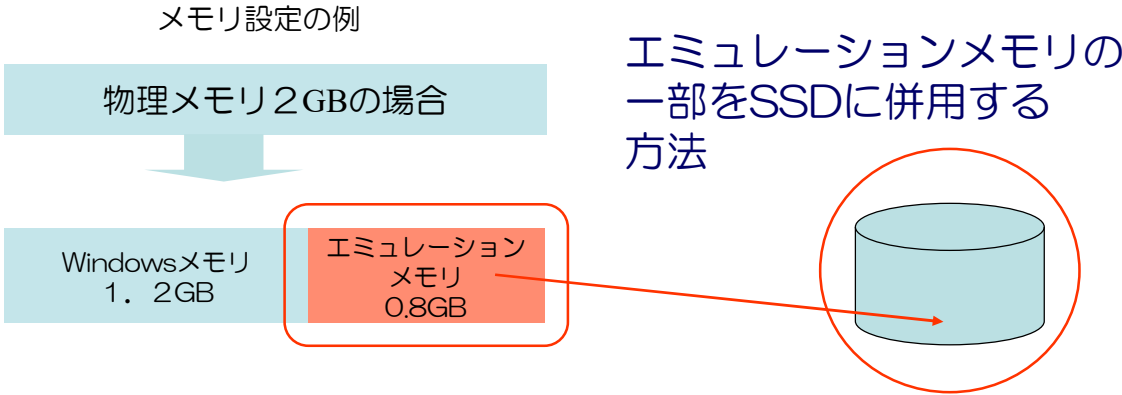 メモリ設定の例
物理メモリ２GBの場合
エミュレーションメモリの
一部をSSDに併用する
方法
Windowsメモリ
１．２GB
エミュレーション
メモリ
0.8GB